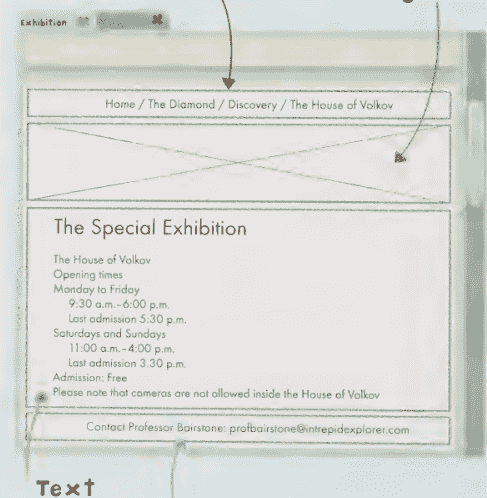 Exhibition
Home / The Diamond / Discovery / The House of Volkov
The Special Exhibition
The House of Volkov
Opening times
Monday to Friday
9:30 a.m.–6:00 p.m.
Last admission 5:30 p.m.
Saturdays and Sundays
11:00 a.m.–4:00 p.m.
Last admission 3.30 p.m.
Admission: Free
Please note that cameras are not allowed inside the House of Volkov
Contact Professor Bairstone: profbairstone@intrepidexplorer.com
Text